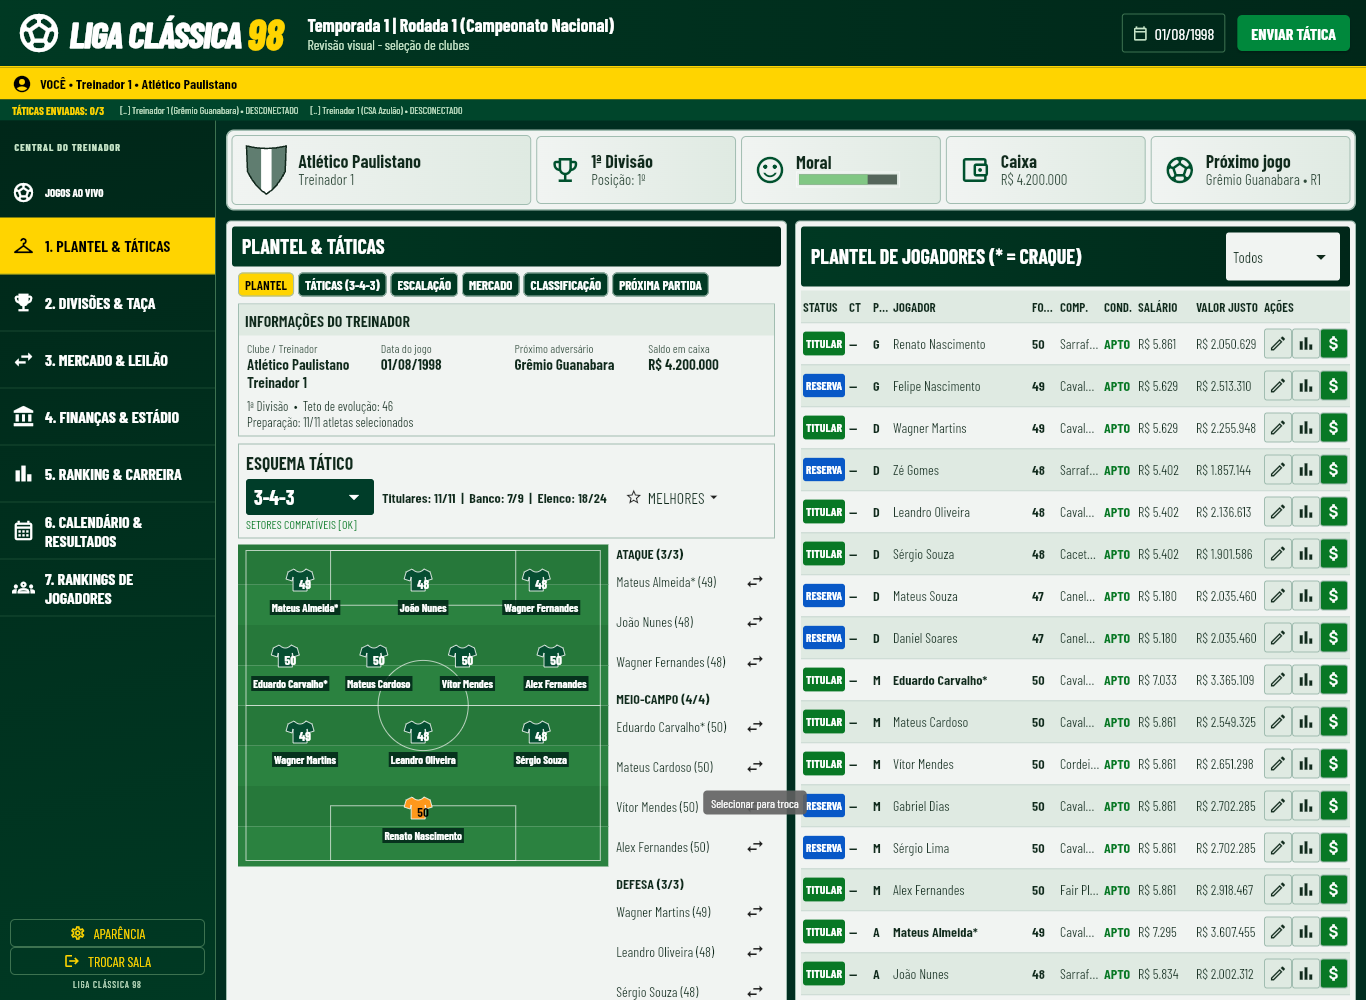 LIGA CLÁSSICA 98
Temporada 1 | Rodada 1 (Campeonato Nacional)
Revisão visual - seleção de clubes
01/08/1998
ENVIAR TÁTICA
VOCÊ • Treinador 1 • Atlético Paulistano
TÁTICAS ENVIADAS: 0/3 [..] Treinador 1 (Grêmio Guanabara) • DESCONECTADO [..] Treinador 1 (CSA Azulão) • DESCONECTADO
CENTRAL DO TREINADOR
JOGOS AO VIVO
1. PLANTEL & TÁTICAS
2. DIVISÕES & TAÇA
3. MERCADO & LEILÃO
4. FINANÇAS & ESTÁDIO
5. RANKING & CARREIRA
6. CALENDÁRIO &
RESULTADOS
7. RANKINGS DE
JOGADORES
APARÊNCIA
TROCAR SALA
LIGA CLÁSSICA 98
Atlético Paulistano
Treinador 1
1ª Divisão
Posição: 1º
Moral
Caixa
R$ 4.200.000
Próximo jogo
Grêmio Guanabara • R1
PLANTEL & TÁTICAS
PLANTEL
TÁTICAS (3-4-3)
ESCALAÇÃO
MERCADO
CLASSIFICAÇÃO
PRÓXIMA PARTIDA
INFORMAÇÕES DO TREINADOR
Clube / Treinador
Atlético Paulistano
Treinador 1
Data do jogo
01/08/1998
Próximo adversário
Grêmio Guanabara
Saldo em caixa
R$ 4.200.000
1ª Divisão • Teto de evolução: 46
Preparação: 11/11 atletas selecionados
ESQUEMA TÁTICO
3-4-3
Titulares: 11/11 | Banco: 7/9 | Elenco: 18/24
MELHORES
SETORES COMPATÍVEIS [OK]
49 48 48
Mateus Almeida* João Nunes Wagner Fernandes
50 50 50 50
Eduardo Carvalho* Mateus Cardoso Vítor Mendes Alex Fernandes
49 48 48
Wagner Martins Leandro Oliveira Sérgio Souza
50
Renato Nascimento
ATAQUE (3/3)
Mateus Almeida* (49)
João Nunes (48)
Wagner Fernandes (48)
MEIO-CAMPO (4/4)
Eduardo Carvalho* (50)
Mateus Cardoso (50)
Vítor Mendes (50)
Selecionar para troca
Alex Fernandes (50)
DEFESA (3/3)
Wagner Martins (49)
Leandro Oliveira (48)
Sérgio Souza (48)
PLANTEL DE JOGADORES (* = CRAQUE)
Todos
STATUS CT P... JOGADOR FO... COMP. COND. SALÁRIO VALOR JUSTO AÇÕES
TITULAR – G Renato Nascimento 50 Sarraf... APTO R$ 5.861 R$ 2.050.629 $
RESERVA – G Felipe Nascimento 49 Caval... APTO R$ 5.629 R$ 2.513.310 $
TITULAR – D Wagner Martins 49 Caval... APTO R$ 5.629 R$ 2.255.948 $
RESERVA – D Zé Gomes 48 Sarraf... APTO R$ 5.402 R$ 1.857.144 $
TITULAR – D Leandro Oliveira 48 Caval... APTO R$ 5.402 R$ 2.136.613 $
TITULAR – D Sérgio Souza 48 Cacet... APTO R$ 5.402 R$ 1.901.586 $
RESERVA – D Mateus Souza 47 Canel... APTO R$ 5.180 R$ 2.035.460 $
RESERVA – D Daniel Soares 47 Canel... APTO R$ 5.180 R$ 2.035.460 $
TITULAR – M Eduardo Carvalho* 50 Caval... APTO R$ 7.033 R$ 3.365.109 $
TITULAR – M Mateus Cardoso 50 Caval... APTO R$ 5.861 R$ 2.549.325 $
TITULAR – M Vítor Mendes 50 Cordei... APTO R$ 5.861 R$ 2.651.298 $
RESERVA – M Gabriel Dias 50 Caval... APTO R$ 5.861 R$ 2.702.285 $
RESERVA – M Sérgio Lima 50 Caval... APTO R$ 5.861 R$ 2.702.285 $
TITULAR – M Alex Fernandes 50 Fair Pl... APTO R$ 5.861 R$ 2.918.467 $
TITULAR – A Mateus Almeida* 49 Caval... APTO R$ 7.295 R$ 3.607.455 $
TITULAR – A João Nunes 48 Sarraf... APTO R$ 5.834 R$ 2.002.312 $